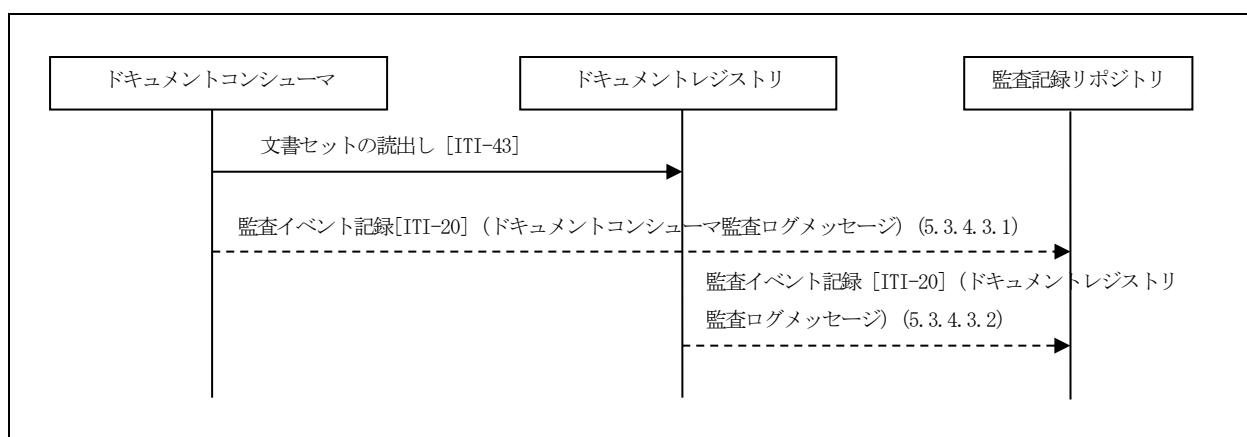 ドキュメントコンシューマ
ドキュメントレジストリ
監査記録リポジトリ
文書セットの読出し [ITI-43]
監査イベント記録[ITI-20] (ドキュメントコンシューマ監査ログメッセージ) (5.3.4.3.1)
監査イベント記録 [ITI-20] (ドキュメントレジストリ
監査ログメッセージ) (5.3.4.3.2)